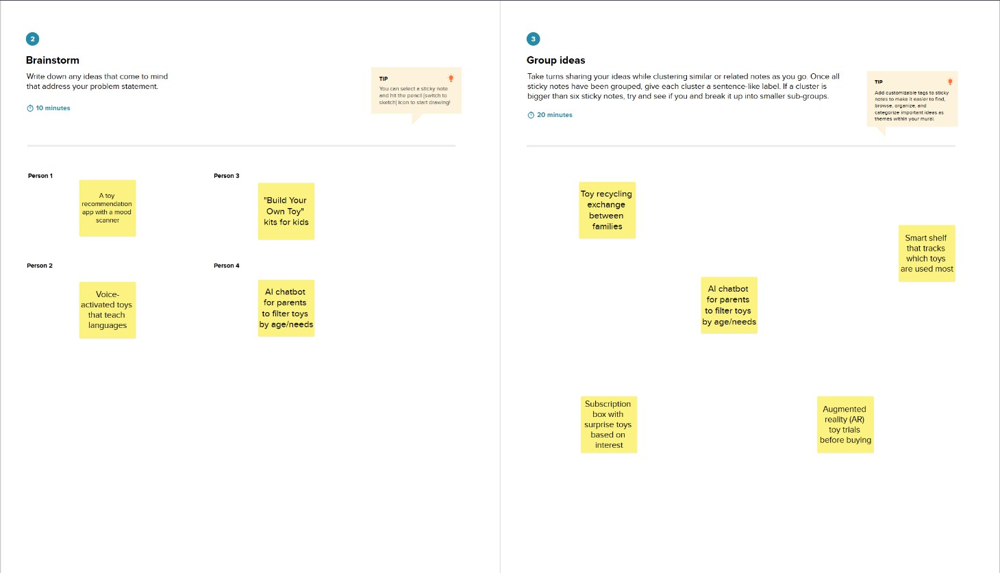 2
Brainstorm
Write down any ideas that come to mind
that address your problem statement.
10 minutes
TIP
You can select a sticky note
and hit the pencil [switch to
sketch] icon to start drawing!
Person 1
A toy
recommendation
app with a mood
scanner
Person 3
"Build Your
Own Toy"
kits for kids
Person 2
Voice-
activated toys
that teach
languages
Person 4
AI chatbot
for parents
to filter toys
by age/needs
3
Group ideas
Take turns sharing your ideas while clustering similar or related notes as you go. Once all
sticky notes have been grouped, give each cluster a sentence-like label. If a cluster is
bigger than six sticky notes, try and see if you and break it up into smaller sub-groups.
20 minutes
TIP
Add customizable tags to sticky
notes to make it easier to find,
browse, organize, and
categorize important ideas as
themes within your mural.
Toy recycling
exchange
between
families
Smart shelf
that tracks
which toys
are used most
AI chatbot
for parents
to filter toys
by age/needs
Subscription
box with
surprise toys
based on
interest
Augmented
reality (AR)
toy trials
before buying